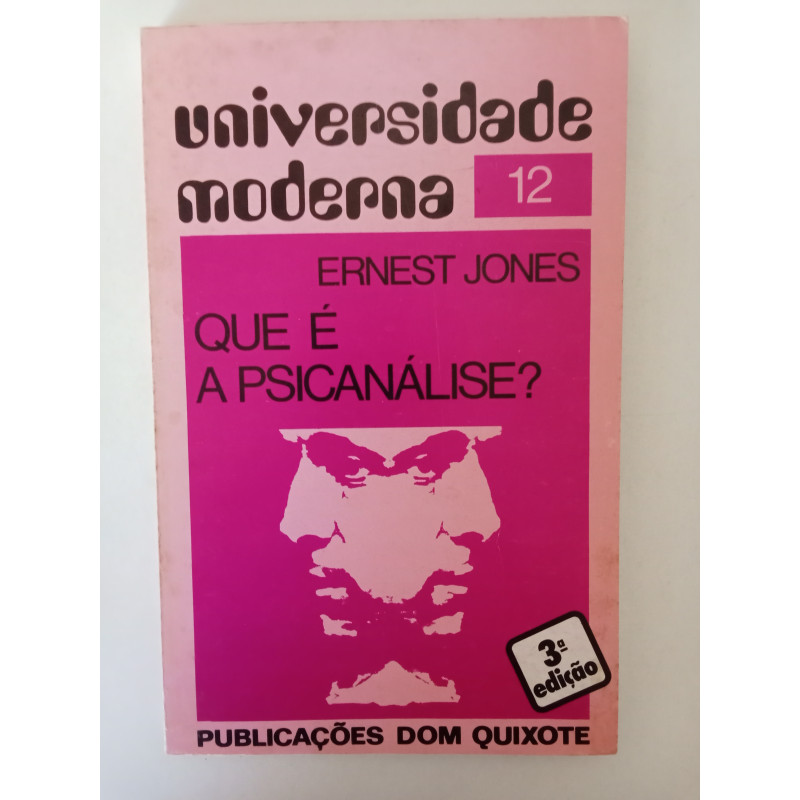 universidade
moderna 12
ERNEST JONES
QUE É
A PSICANÁLISE?
3ª
edição
PUBLICAÇÕES DOM QUIXOTE